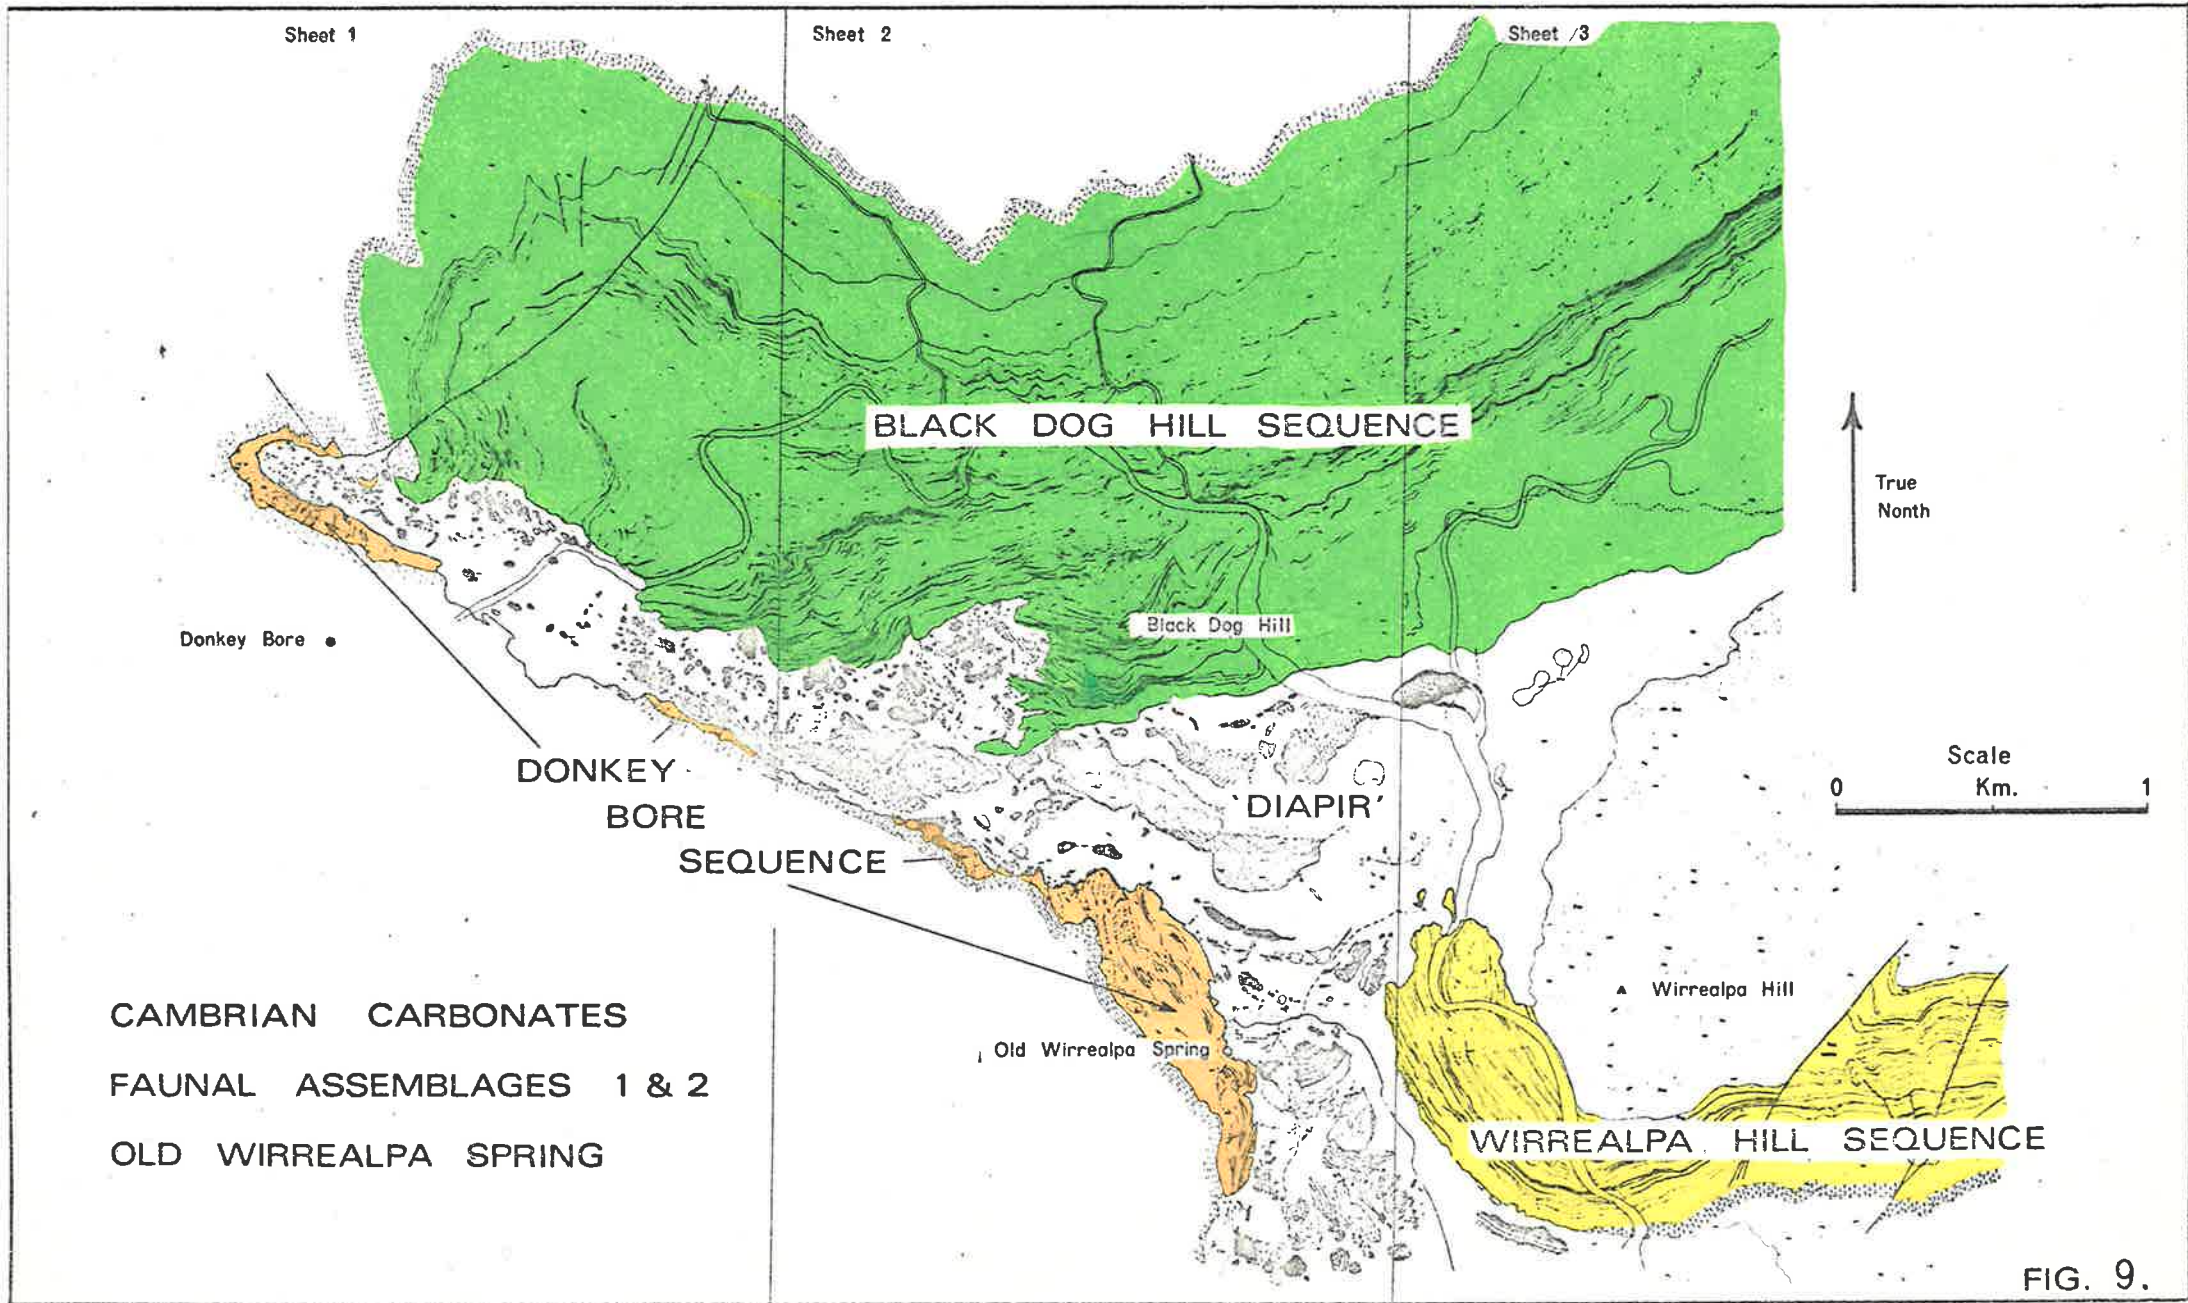 Sheet 1
Sheet 2
Sheet /3
BLACK DOG HILL SEQUENCE
True
Nonth
Black Dog Hill
Donkey Bore
DONKEY
BORE
SEQUENCE
'DIAPIR'
Scale
Km.
0 1
Wirrealpa Hill
Old Wirrealpa Spring
CAMBRIAN CARBONATES
FAUNAL ASSEMBLAGES 1 & 2
OLD WIRREALPA SPRING
WIRREALPA HILL SEQUENCE
FIG. 9.